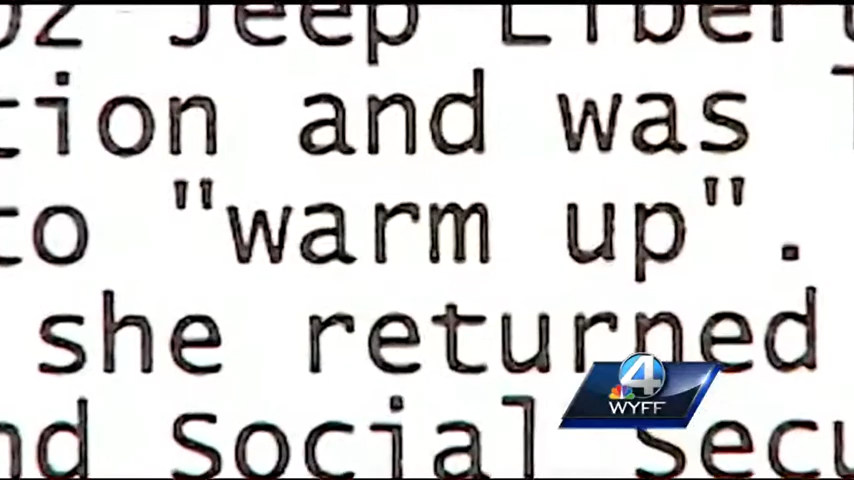 02 Jeep Libert
tion and was l
to "warm up".
she returned
nd Social Secu
4
WYFF